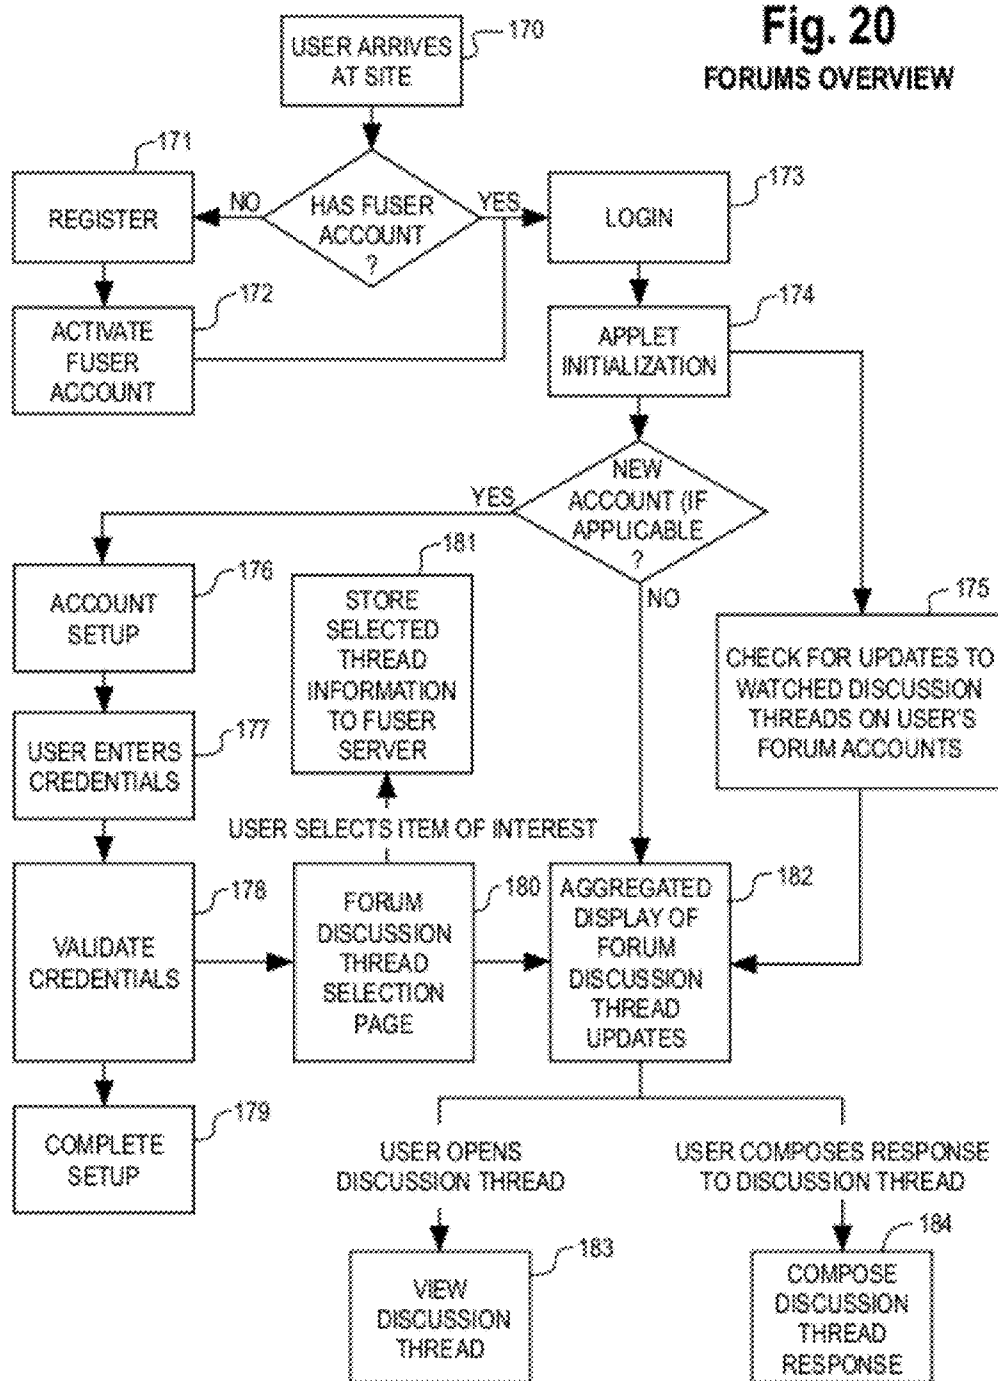 Fig. 20
FORUMS OVERVIEW
USER ARRIVES
AT SITE
170
HAS FUSER
ACCOUNT
?
NO
YES
171
REGISTER
172
ACTIVATE
FUSER
ACCOUNT
173
LOGIN
174
APPLET
INITIALIZATION
NEW
ACCOUNT (IF
APPLICABLE
?
YES
NO
175
CHECK FOR UPDATES TO
WATCHED DISCUSSION
THREADS ON USER'S
FORUM ACCOUNTS
176
ACCOUNT
SETUP
177
USER ENTERS
CREDENTIALS
178
VALIDATE
CREDENTIALS
179
COMPLETE
SETUP
181
STORE
SELECTED
THREAD
INFORMATION
TO FUSER
SERVER
USER SELECTS ITEM OF INTEREST
180
FORUM
DISCUSSION
THREAD
SELECTION
PAGE
182
AGGREGATED
DISPLAY OF
FORUM
DISCUSSION
THREAD
UPDATES
USER OPENS
DISCUSSION THREAD
USER COMPOSES RESPONSE
TO DISCUSSION THREAD
183
VIEW
DISCUSSION
THREAD
184
COMPOSE
DISCUSSION
THREAD
RESPONSE